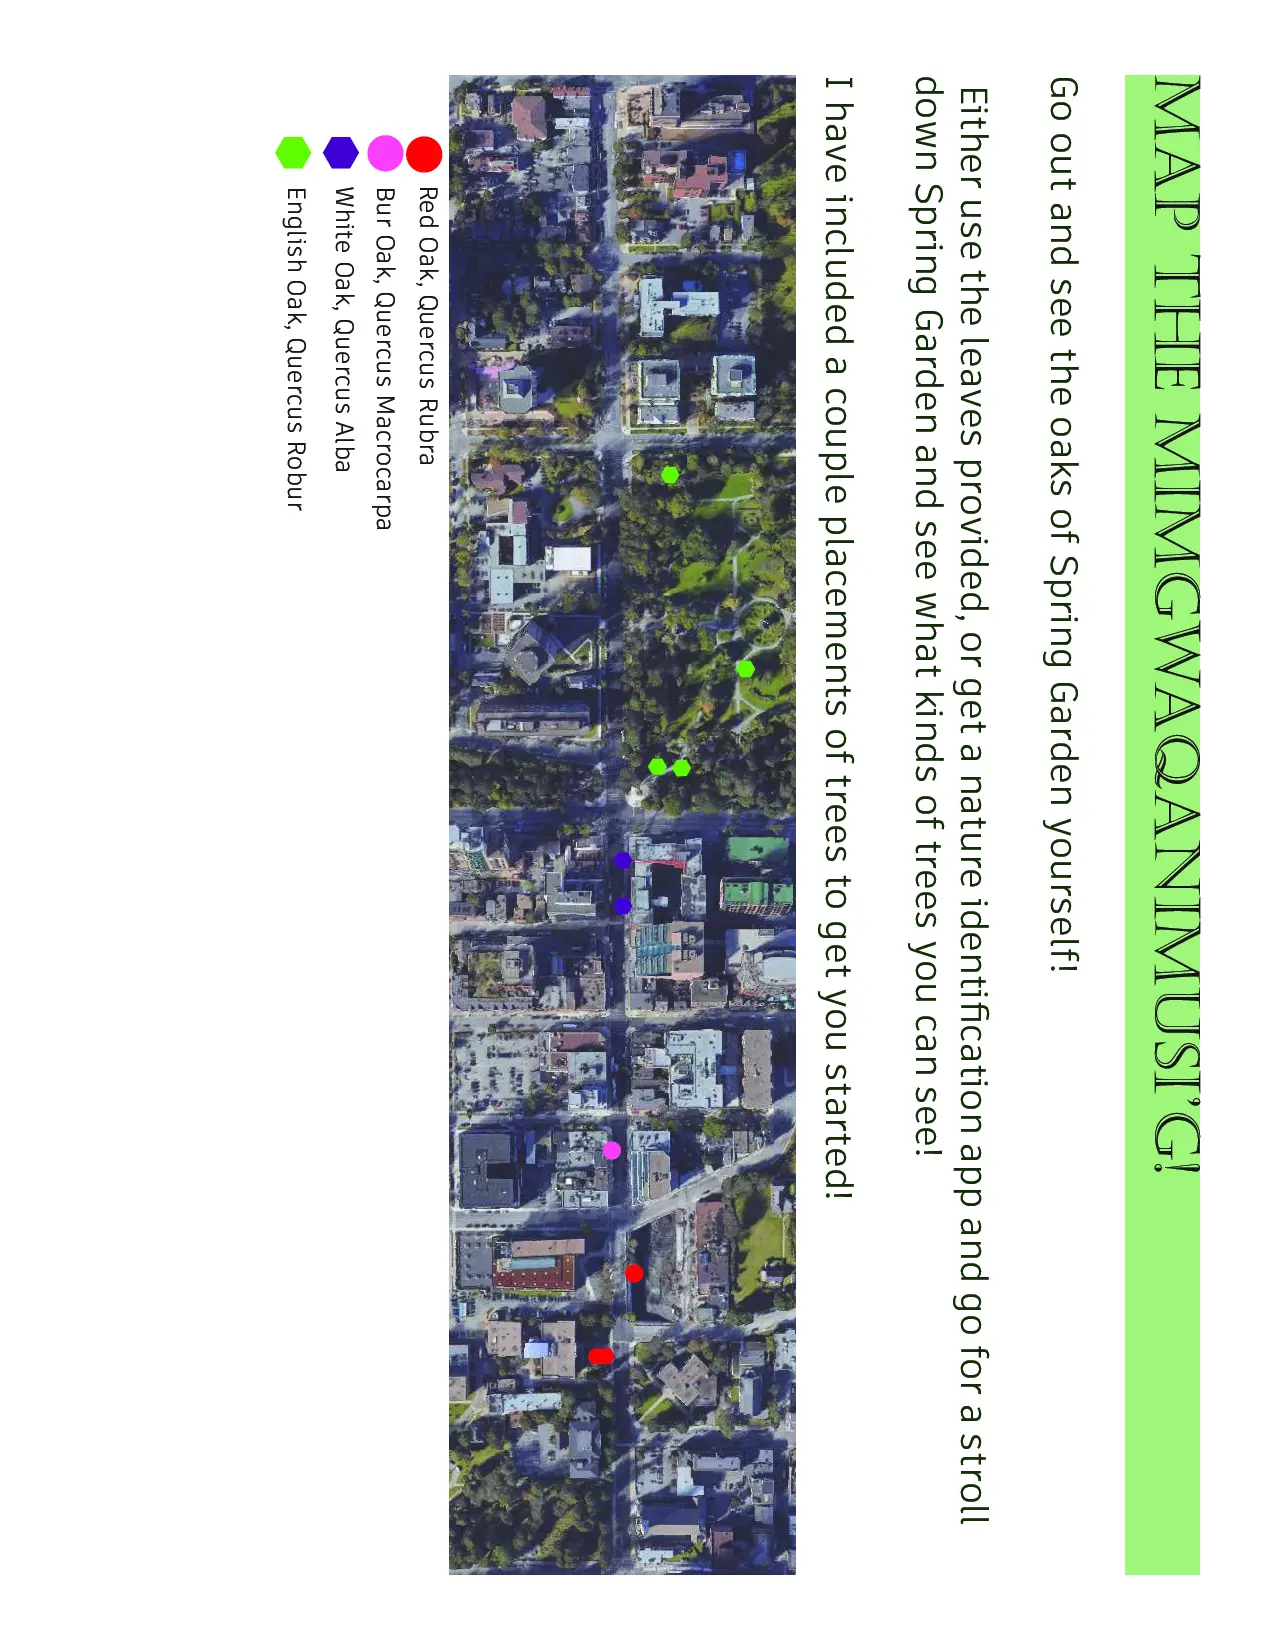 MAP THE MIMGWAQANIMUSI’G!
Go out and see the oaks of Spring Garden yourself!
Either use the leaves provided, or get a nature identification app and go for a stroll
down Spring Garden and see what kinds of trees you can see!
I have included a couple placements of trees to get you started!
Red Oak, Quercus Rubra
Bur Oak, Quercus Macrocarpa
White Oak, Quercus Alba
English Oak, Quercus Robur